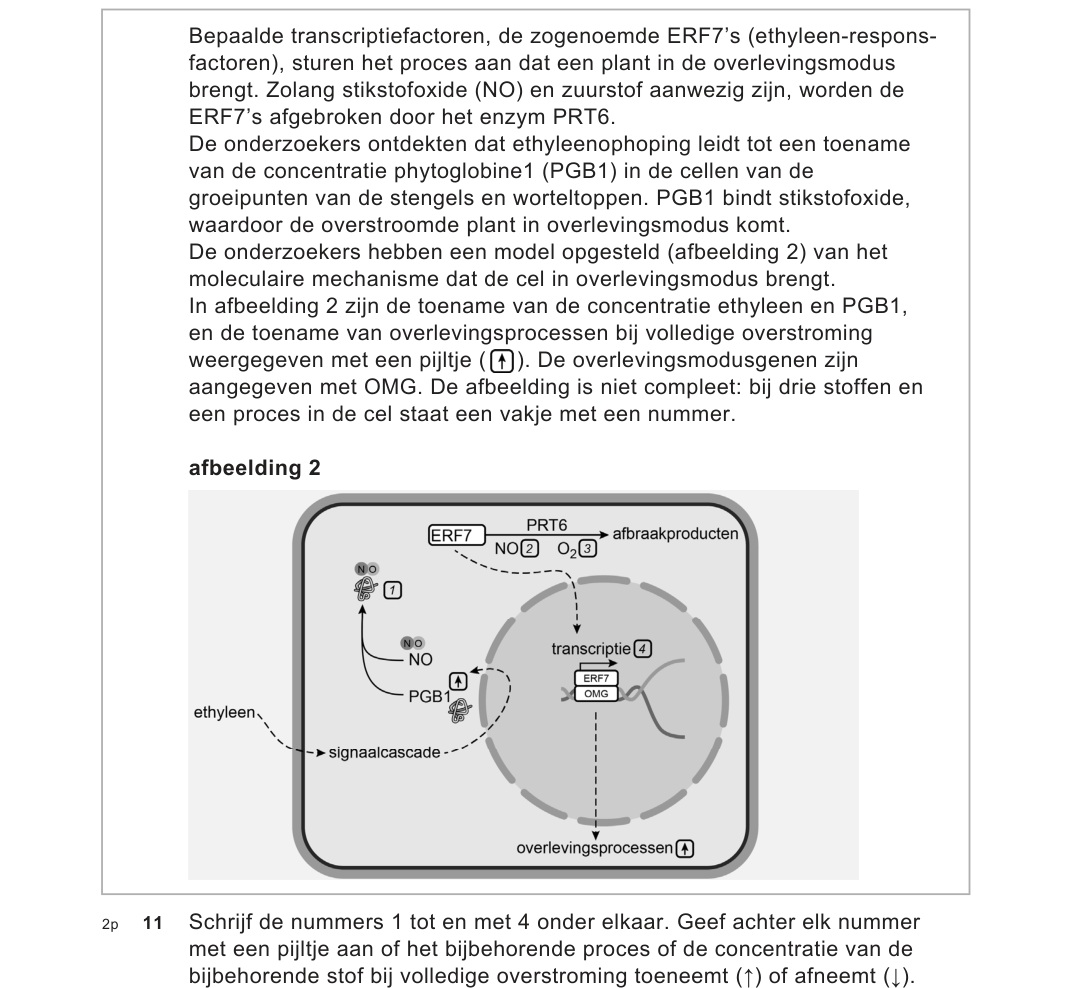 Bepaalde transcriptiefactoren, de zogenoemde ERF7's (ethyleen-respons-
factoren), sturen het proces aan dat een plant in de overlevingsmodus
brengt. Zolang stikstofoxide (NO) en zuurstof aanwezig zijn, worden de
ERF7's afgebroken door het enzym PRT6.
De onderzoekers ontdekten dat ethyleenophoping leidt tot een toename
van de concentratie phytoglobine1 (PGB1) in de cellen van de
groeipunten van de stengels en worteltoppen. PGB1 bindt stikstofoxide,
waardoor de overstroomde plant in overlevingsmodus komt.
De onderzoekers hebben een model opgesteld (afbeelding 2) van het
moleculaire mechanisme dat de cel in overlevingsmodus brengt.
In afbeelding 2 zijn de toename van de concentratie ethyleen en PGB1,
en de toename van overlevingsprocessen bij volledige overstroming
weergegeven met een pijltje (↑). De overlevingsmodusgenen zijn
aangegeven met OMG. De afbeelding is niet compleet: bij drie stoffen en
een proces in de cel staat een vakje met een nummer.
afbeelding 2
PRT6
ERF7
afbraakproducten
NO 2 O₂ 3
NO
1
NO
NO
transcriptie 4
ERF7
OMG
PGB1 ↑
ethyleen
signaalcascade
overlevingsprocessen ↑
2p 11 Schrijf de nummers 1 tot en met 4 onder elkaar. Geef achter elk nummer
met een pijltje aan of het bijbehorende proces of de concentratie van de
bijbehorende stof bij volledige overstroming toeneemt (↑) of afneemt (↓).